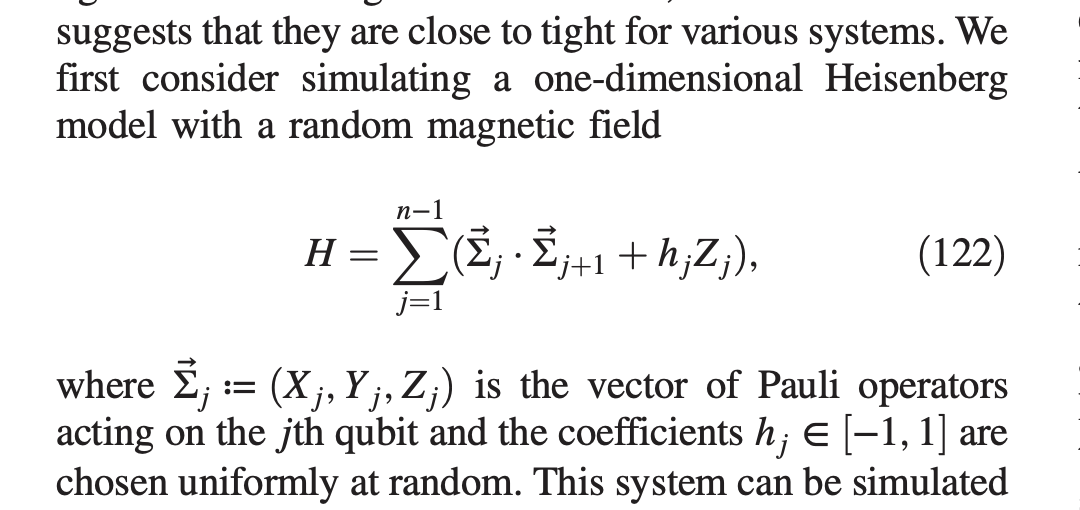 suggests that they are close to tight for various systems. We
first consider simulating a one-dimensional Heisenberg
model with a random magnetic field
H = \sum_{j=1}^{n-1} (\vec{\Sigma}_j \cdot \vec{\Sigma}_{j+1} + h_j Z_j), (122)
where \vec{\Sigma}_j := (X_j, Y_j, Z_j) is the vector of Pauli operators
acting on the jth qubit and the coefficients h_j ∈ [−1, 1] are
chosen uniformly at random. This system can be simulated